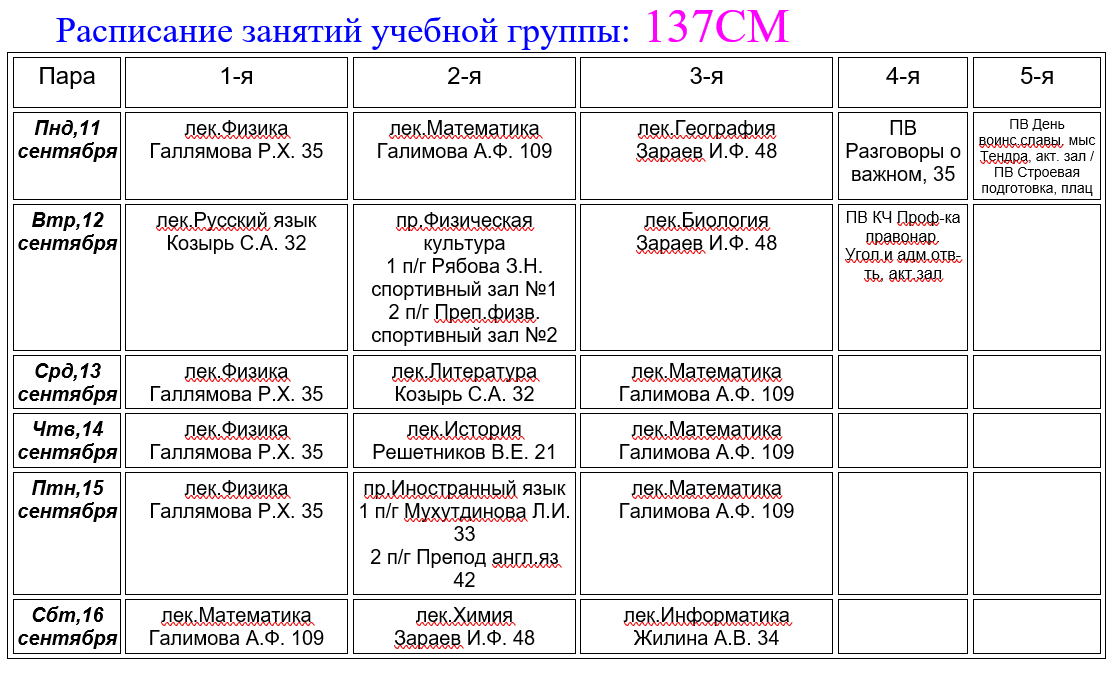 Расписание занятий учебной группы: 137СМ
Пара
1-я
2-я
3-я
4-я
5-я
Пнд,11
сентября
лек.Физика
Галлямова Р.Х. 35
лек.Математика
Галимова А.Ф. 109
лек.География
Зараев И.Ф. 48
ПВ
Разговоры о
важном, 35
ПВ День
воинс.славы. мыс
Тендра, акт. зал /
ПВ Строевая
подготовка, плац
Втр,12
сентября
лек.Русский язык
Козырь С.А. 32
пр.Физическая
культура
1 п/г Рябова З.Н.
спортивный зал №1
2 п/г Преп.физв.
спортивный зал №2
лек.Биология
Зараев И.Ф. 48
ПВ КЧ Проф-ка
правонар.
Угол.и адм.отв-
ть, акт.зал
Срд,13
сентября
лек.Физика
Галлямова Р.Х. 35
лек.Литература
Козырь С.А. 32
лек.Математика
Галимова А.Ф. 109
Чтв,14
сентября
лек.Физика
Галлямова Р.Х. 35
лек.История
Решетников В.Е. 21
лек.Математика
Галимова А.Ф. 109
Птн,15
сентября
лек.Физика
Галлямова Р.Х. 35
пр.Иностранный язык
1 п/г Мухутдинова Л.И.
33
2 п/г Препод англ.яз
42
лек.Математика
Галимова А.Ф. 109
Сбт,16
сентября
лек.Математика
Галимова А.Ф. 109
лек.Химия
Зараев И.Ф. 48
лек.Информатика
Жилина А.В. 34